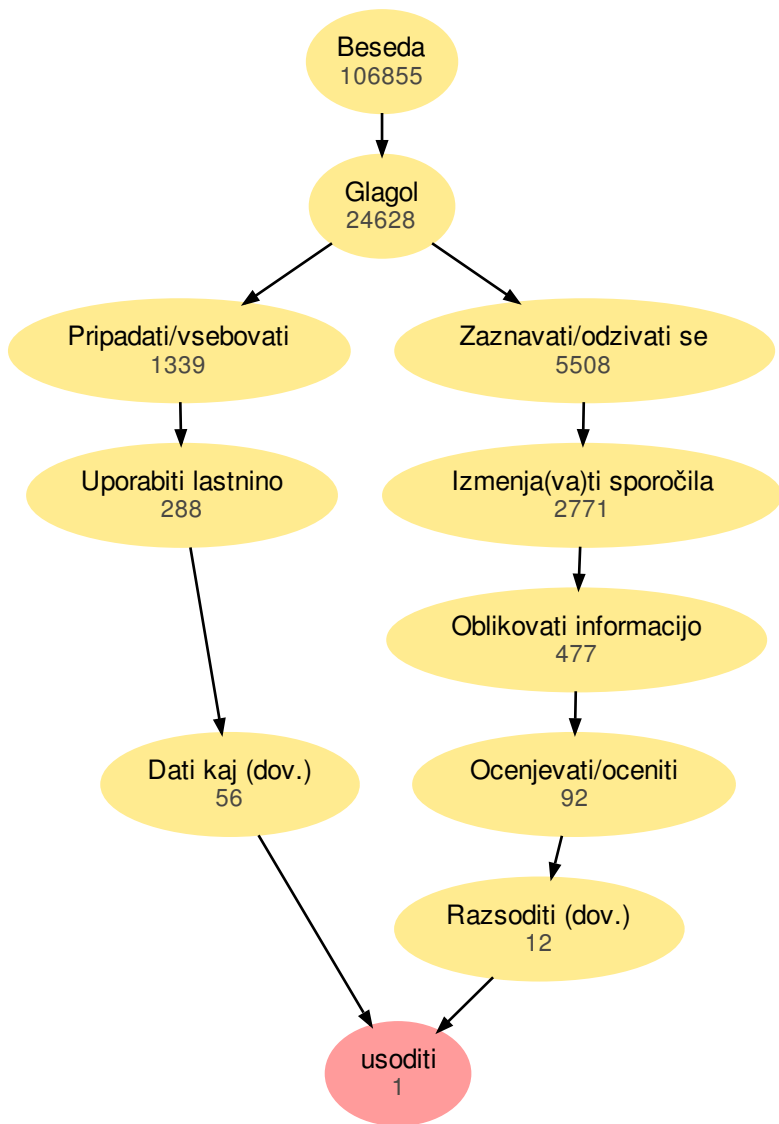 Beseda
106855
Glagol
24628
Pripadati/vsebovati
1339
Zaznavati/odzivati se
5508
Uporabiti lastnino
288
Izmenja(va)ti sporočila
2771
Oblikovati informacijo
477
Dati kaj (dov.)
56
Ocenjevati/oceniti
92
Razsoditi (dov.)
12
usoditi
1